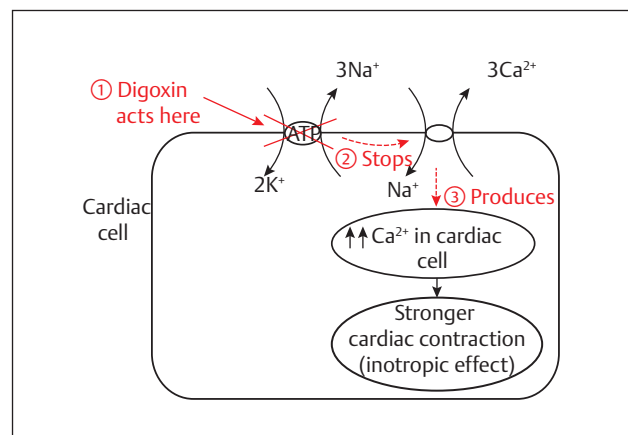 ① Digoxin
acts here
3Na⁺
3Ca²⁺
ATP
② Stops
2K⁺
Na⁺
③ Produces
Cardiac
cell
↑↑Ca²⁺ in cardiac
cell
Stronger
cardiac contraction
(inotropic effect)